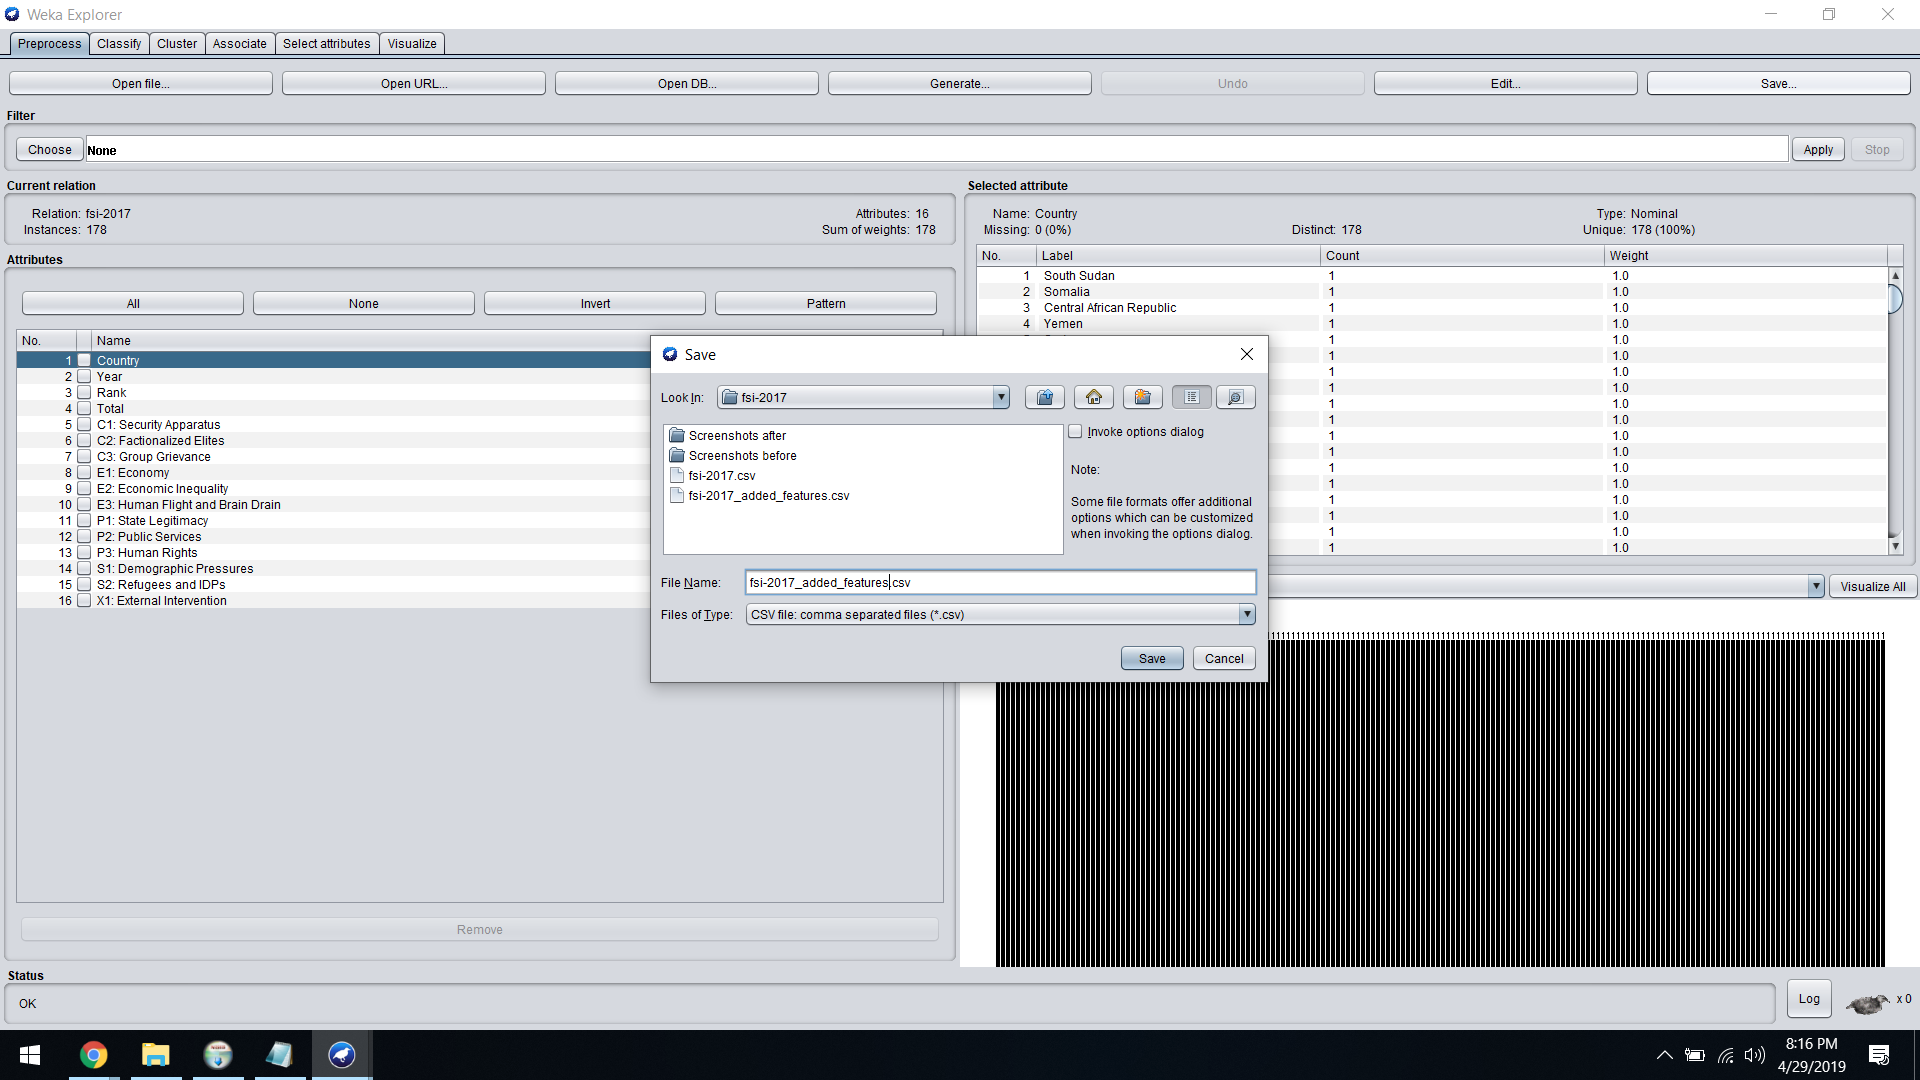 Weka Explorer
Preprocess Classify Cluster Associate Select attributes Visualize
Open file... Open URL... Open DB... Generate... Undo Edit... Save...
Filter
Choose None Apply Stop
Current relation
Relation: fsi-2017 Attributes: 16
Instances: 178 Sum of weights: 178
Attributes
All None Invert Pattern
No. Name
1 Country
2 Year
3 Rank
4 Total
5 C1: Security Apparatus
6 C2: Factionalized Elites
7 C3: Group Grievance
8 E1: Economy
9 E2: Economic Inequality
10 E3: Human Flight and Brain Drain
11 P1: State Legitimacy
12 P2: Public Services
13 P3: Human Rights
14 S1: Demographic Pressures
15 S2: Refugees and IDPs
16 X1: External Intervention
Remove
Selected attribute
Name: Country Type: Nominal
Missing: 0 (0%) Distinct: 178 Unique: 178 (100%)
No. Label Count Weight
1 South Sudan 1 1.0
2 Somalia 1 1.0
3 Central African Republic 1 1.0
4 Yemen 1 1.0
1 1.0
1 1.0
1 1.0
1 1.0
1 1.0
1 1.0
1 1.0
1 1.0
1 1.0
1 1.0
1 1.0
1 1.0
1 1.0
1 1.0
Visualize All
Save
Look In: fsi-2017
Screenshots after
Screenshots before
fsi-2017.csv
fsi-2017_added_features.csv
Invoke options dialog
Note:
Some file formats offer additional
options which can be customized
when invoking the options dialog.
File Name: fsi-2017_added_features.csv
Files of Type: CSV file: comma separated files (*.csv)
Save Cancel
Status
OK
Log x 0
8:16 PM
4/29/2019